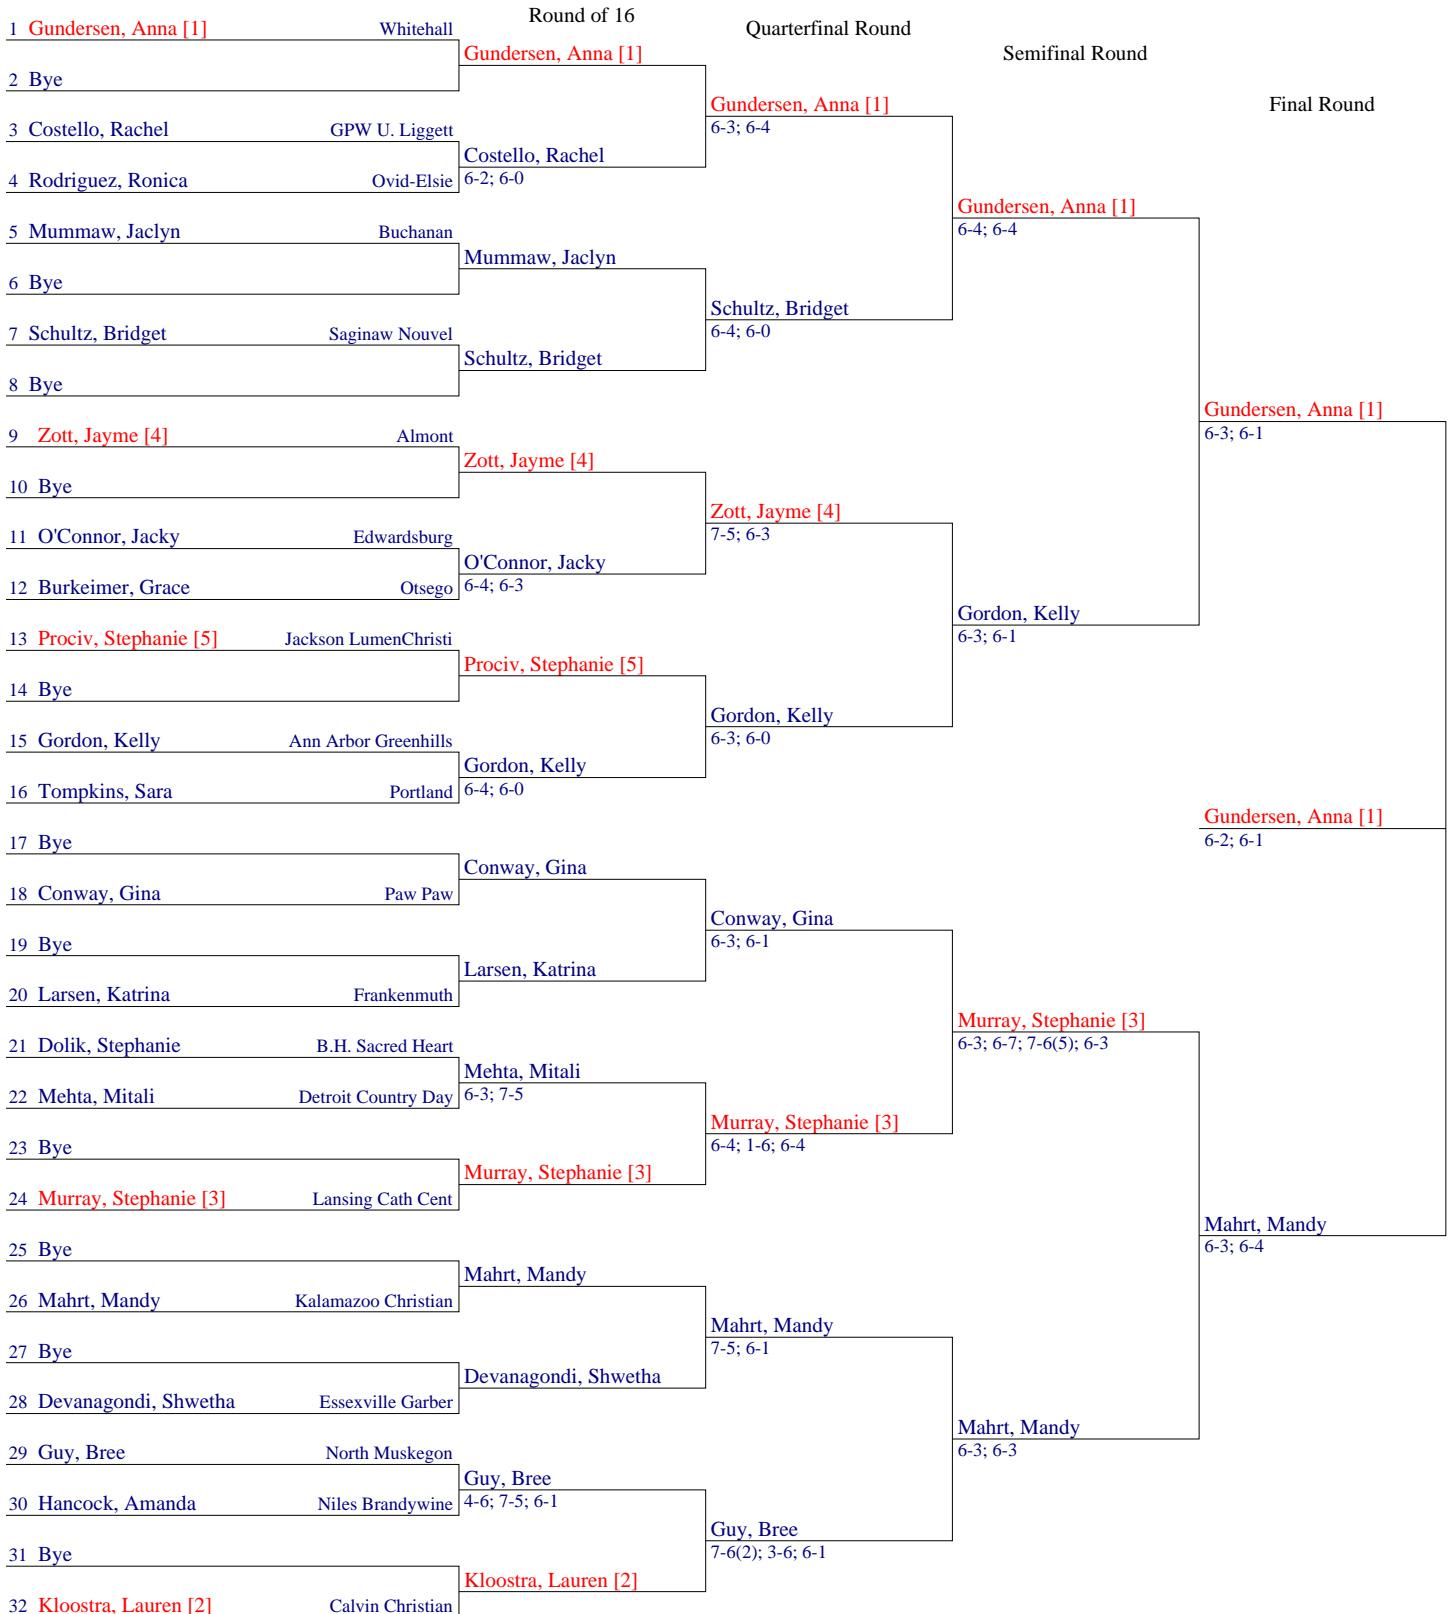 Round of 16
Quarterfinal Round
Semifinal Round
Final Round
1 Gundersen, Anna [1] Whitehall
2 Bye
3 Costello, Rachel GPW U. Liggett
4 Rodriguez, Ronica Ovid-Elsie
5 Mummaw, Jaclyn Buchanan
6 Bye
7 Schultz, Bridget Saginaw Nouvel
8 Bye
9 Zott, Jayme [4] Almont
10 Bye
11 O'Connor, Jacky Edwardsburg
12 Burkeimer, Grace Otsego
13 Prociv, Stephanie [5] Jackson LumenChristi
14 Bye
15 Gordon, Kelly Ann Arbor Greenhills
16 Tompkins, Sara Portland
17 Bye
18 Conway, Gina Paw Paw
19 Bye
20 Larsen, Katrina Frankenmuth
21 Dolik, Stephanie B.H. Sacred Heart
22 Mehta, Mitali Detroit Country Day
23 Bye
24 Murray, Stephanie [3] Lansing Cath Cent
25 Bye
26 Mahrt, Mandy Kalamazoo Christian
27 Bye
28 Devanagondi, Shwetha Essexville Garber
29 Guy, Bree North Muskegon
30 Hancock, Amanda Niles Brandywine
31 Bye
32 Kloostra, Lauren [2] Calvin Christian
Gundersen, Anna [1]
Costello, Rachel
6-2; 6-0
Mummaw, Jaclyn
Schultz, Bridget
Zott, Jayme [4]
O'Connor, Jacky
6-4; 6-3
Prociv, Stephanie [5]
Gordon, Kelly
6-4; 6-0
Conway, Gina
Larsen, Katrina
Mehta, Mitali
6-3; 7-5
Murray, Stephanie [3]
Mahrt, Mandy
Devanagondi, Shwetha
Guy, Bree
4-6; 7-5; 6-1
Kloostra, Lauren [2]
Gundersen, Anna [1]
6-3; 6-4
Schultz, Bridget
6-4; 6-0
Zott, Jayme [4]
7-5; 6-3
Gordon, Kelly
6-3; 6-0
Conway, Gina
6-3; 6-1
Murray, Stephanie [3]
6-4; 1-6; 6-4
Mahrt, Mandy
7-5; 6-1
Guy, Bree
7-6(2); 3-6; 6-1
Gundersen, Anna [1]
6-4; 6-4
Gordon, Kelly
6-3; 6-1
Murray, Stephanie [3]
6-3; 6-7; 7-6(5); 6-3
Mahrt, Mandy
6-3; 6-3
Gundersen, Anna [1]
6-3; 6-1
Mahrt, Mandy
6-3; 6-4
Gundersen, Anna [1]
6-2; 6-1